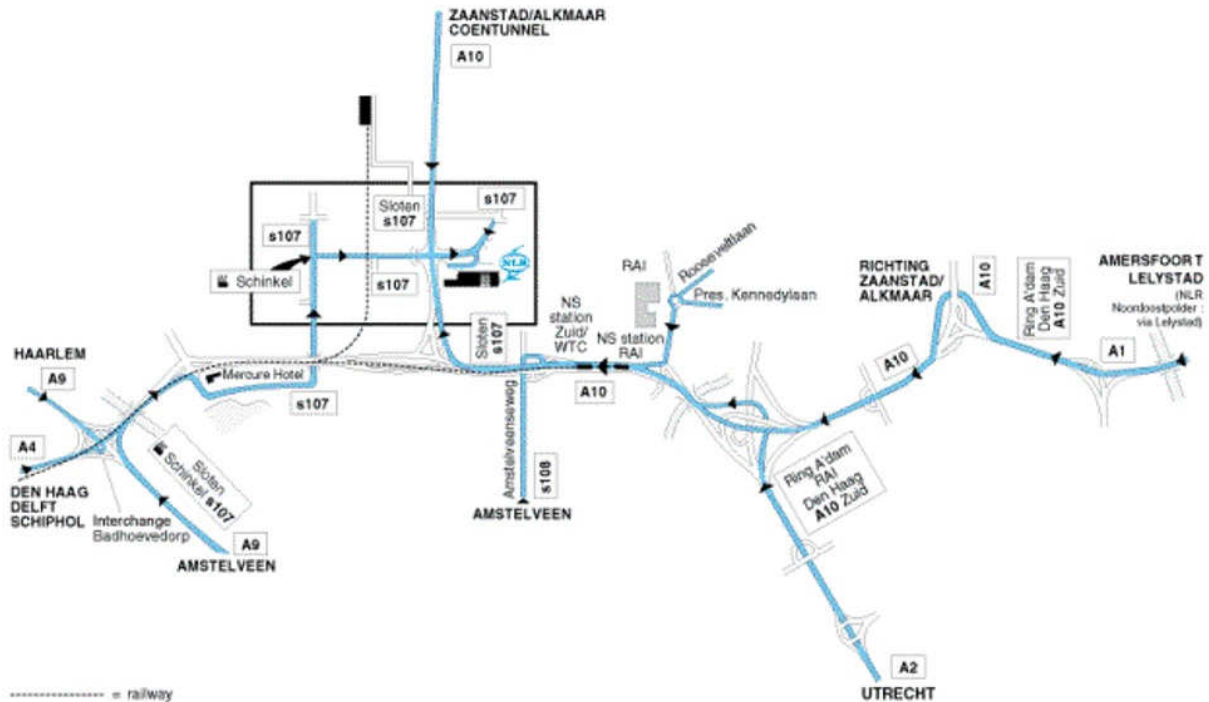 ZAANSTAD/ALKMAAR
COENTUNNEL
A10
Sloten
s107
s107
s107
Schinkel
s107
NLR
RAI
Rooseveltlaan
Pres. Kennedylaan
NS
station
Zuid/
WTC
NS station
RAI
Sloten
s107
A10
RICHTING
ZAANSTAD/
ALKMAAR
A10
Ring A'dam
Den Haag
A10 Zuid
AMERSFOORT
LELYSTAD
(NLR
Noordoostpolder :
via Lelystad)
A1
A10
HAARLEM
A9
Mercure Hotel
s107
A4
DEN HAAG
DELFT
SCHIPHOL
Interchange
Badhoevedorp
Sloten
Schinkel s107
A9
AMSTELVEEN
Amstelveenseweg
s108
AMSTELVEEN
Ring A'dam
RAI
Den Haag
A10 Zuid
A2
UTRECHT
= railway